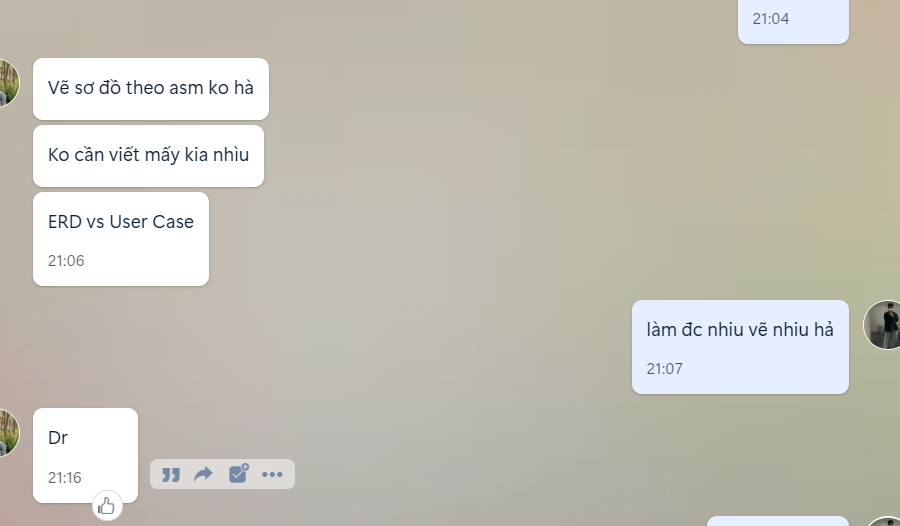 21:04
Vẽ sơ đồ theo asm ko hà
Ko cần viết mấy kia nhìu
ERD vs User Case
21:06
làm đc nhiu vẽ nhiu hả
21:07
Dr
21:16